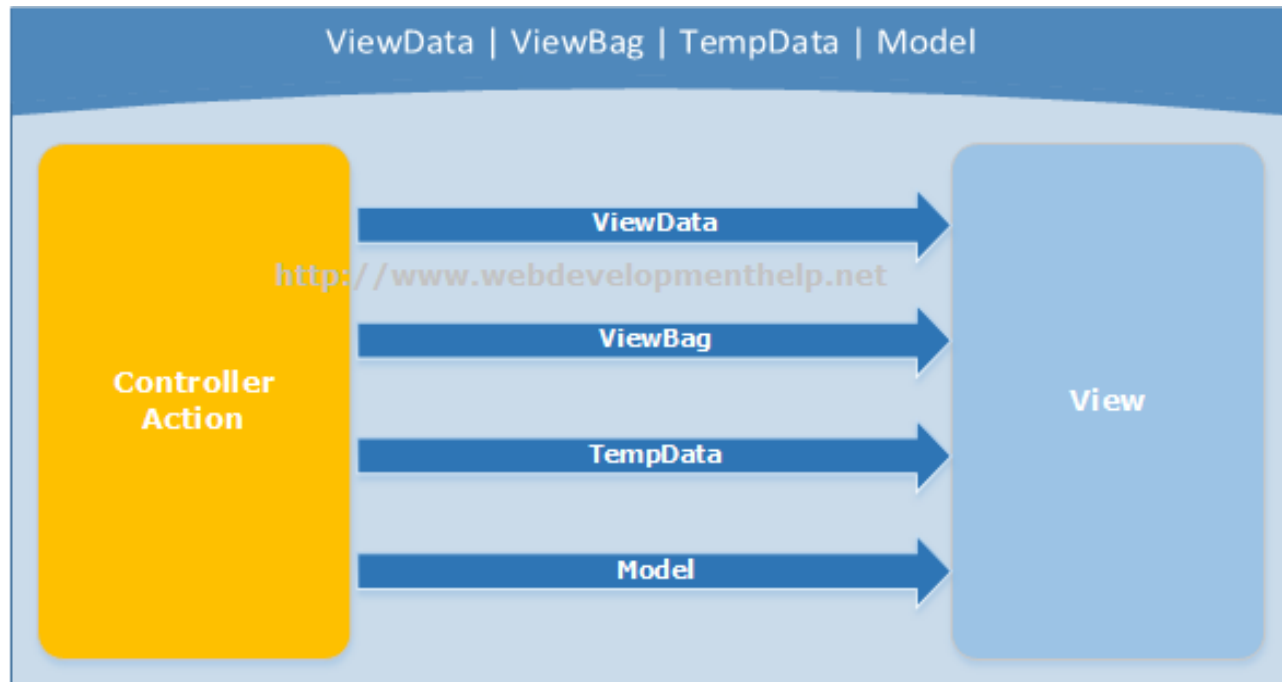 ViewData | ViewBag | TempData | Model
ViewData
http://www.webdevelopmenthelp.net
ViewBag
Controller
Action
View
TempData
Model